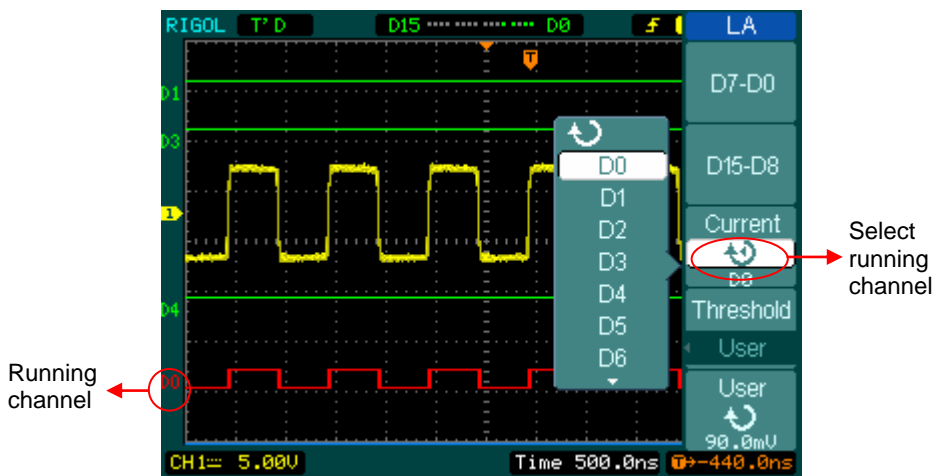 RIGOL T'D D15 D0 LA
D7-D0
D1
D3
D15-D8
D0
D1
D2
D3
D4
D5
D6
1
Current
D0
Select
running
channel
Threshold
User
D4
D0
Running
channel
User
90.0mV
CH1 5.00V Time 500.0ns T→-440.0ns
T